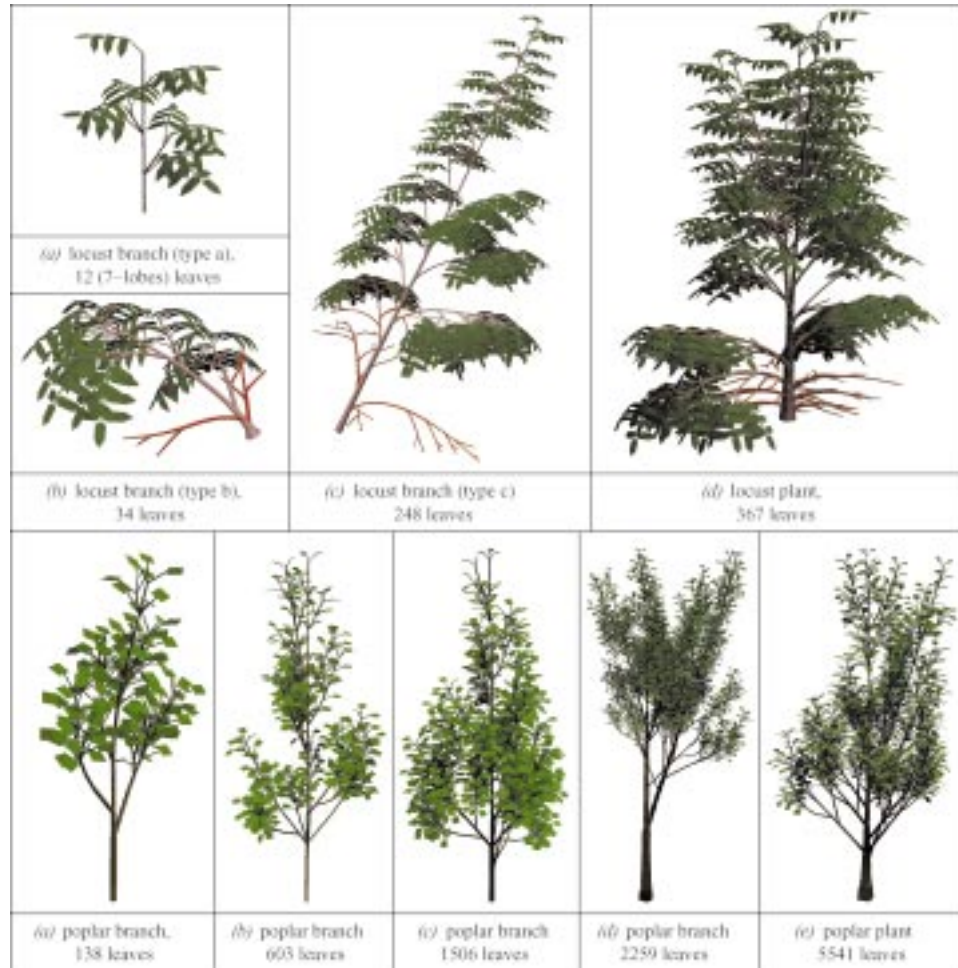 (a) locust branch (type a),
12 (7-lobes) leaves
(b) locust branch (type b),
34 leaves
(c) locust branch (type c)
248 leaves
(d) locust plant,
367 leaves
(a) poplar branch,
138 leaves
(b) poplar branch
603 leaves
(c) poplar branch
1506 leaves
(d) poplar branch
2259 leaves
(e) poplar plant
5541 leaves